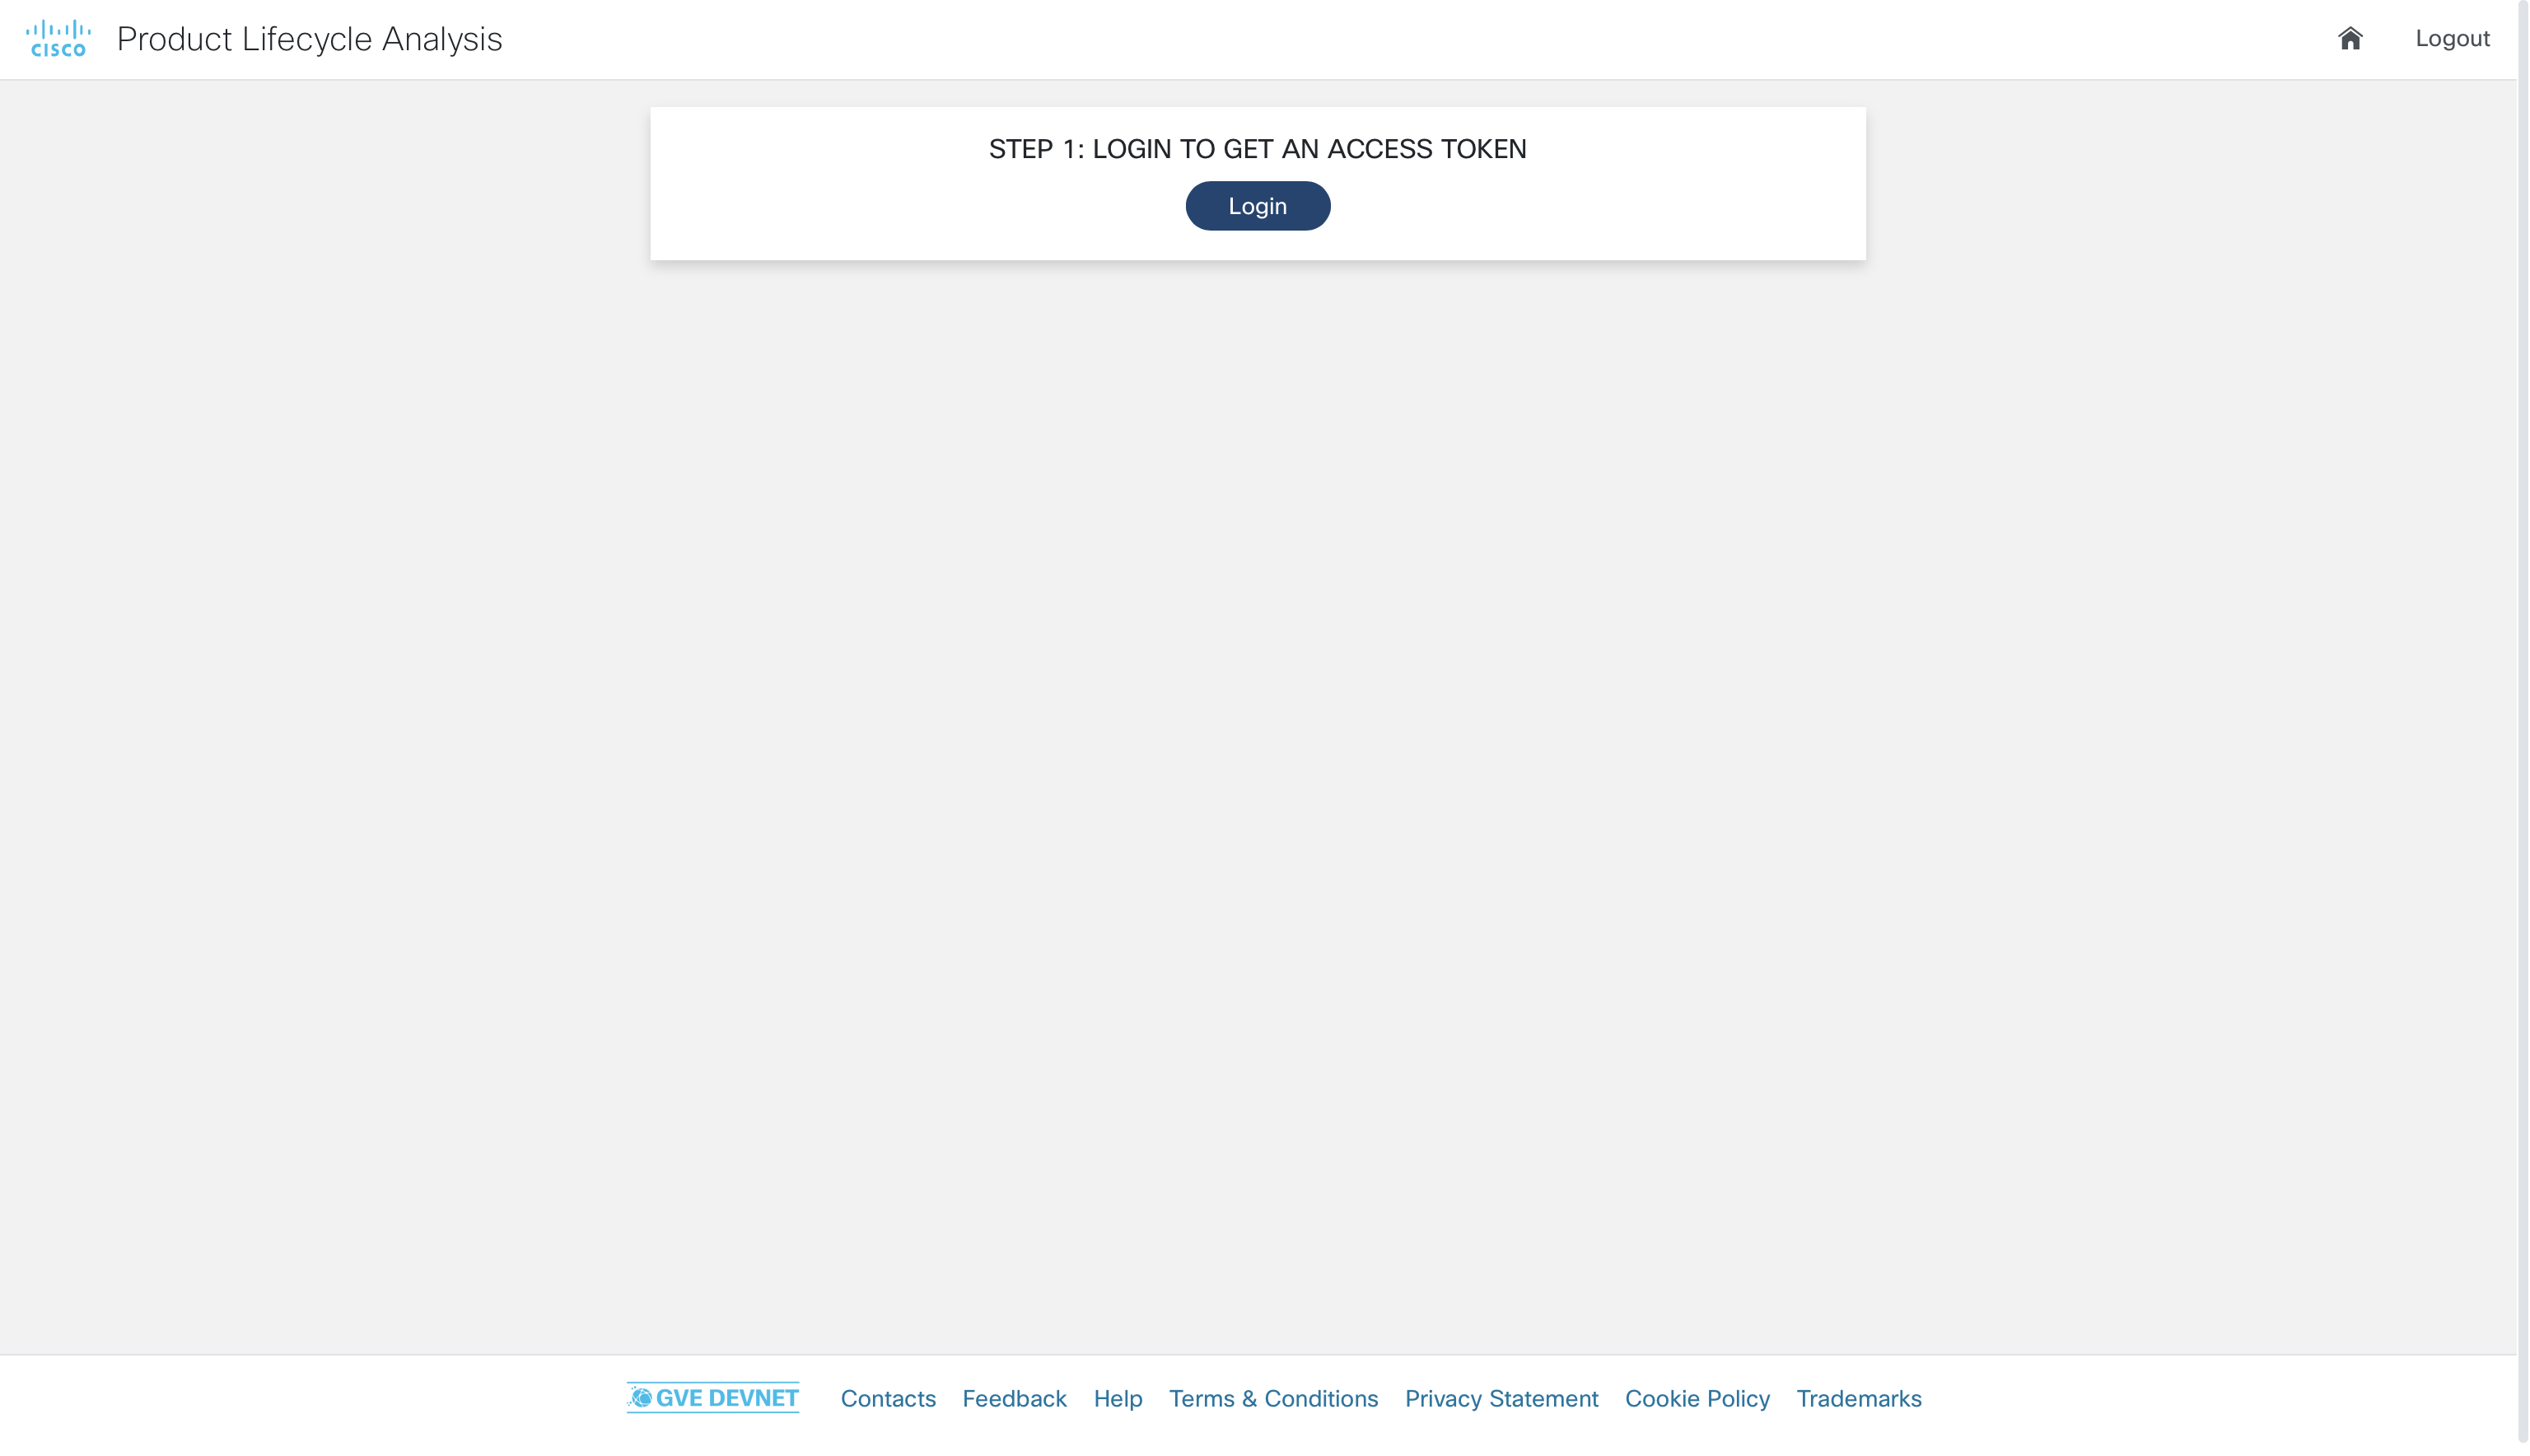 CISCO
Product Lifecycle Analysis
Logout
STEP 1: LOGIN TO GET AN ACCESS TOKEN
Login
GVE DEVNET Contacts Feedback Help Terms & Conditions Privacy Statement Cookie Policy Trademarks